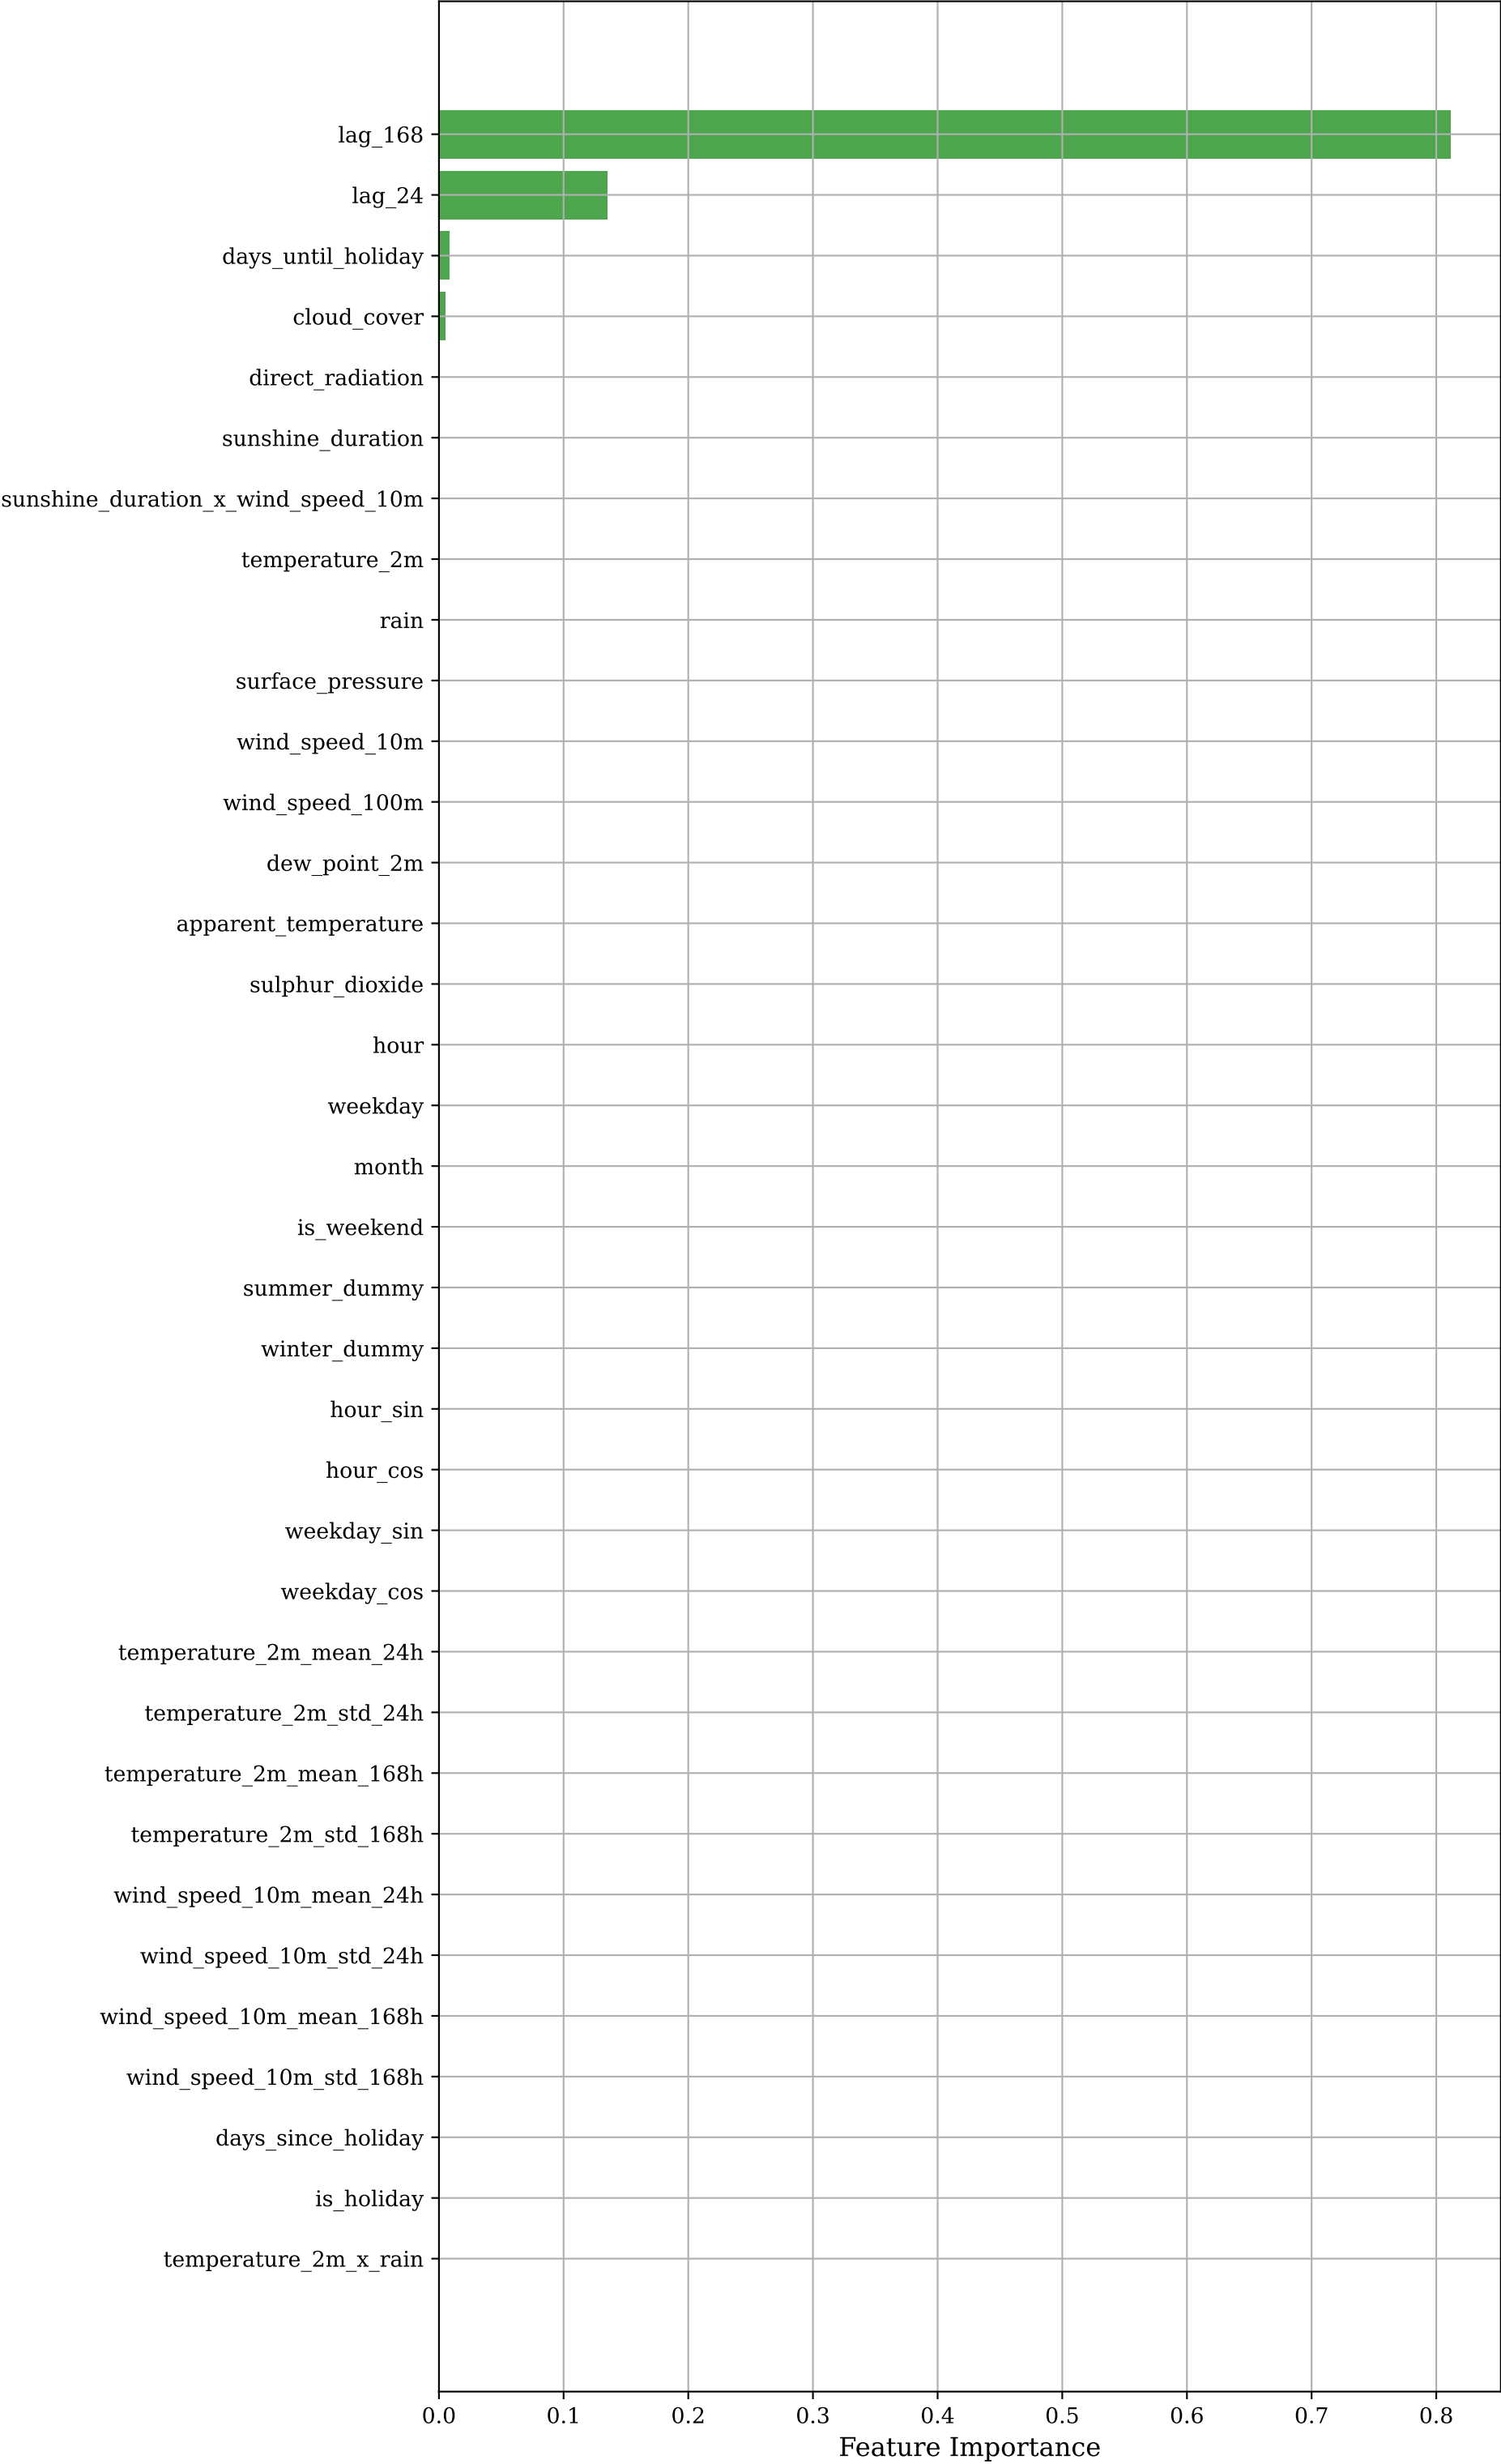 lag_168
lag_24
days_until_holiday
cloud_cover
direct_radiation
sunshine_duration
sunshine_duration_x_wind_speed_10m
temperature_2m
rain
surface_pressure
wind_speed_10m
wind_speed_100m
dew_point_2m
apparent_temperature
sulphur_dioxide
hour
weekday
month
is_weekend
summer_dummy
winter_dummy
hour_sin
hour_cos
weekday_sin
weekday_cos
temperature_2m_mean_24h
temperature_2m_std_24h
temperature_2m_mean_168h
temperature_2m_std_168h
wind_speed_10m_mean_24h
wind_speed_10m_std_24h
wind_speed_10m_mean_168h
wind_speed_10m_std_168h
days_since_holiday
is_holiday
temperature_2m_x_rain
0.0 0.1 0.2 0.3 0.4 0.5 0.6 0.7 0.8
Feature Importance